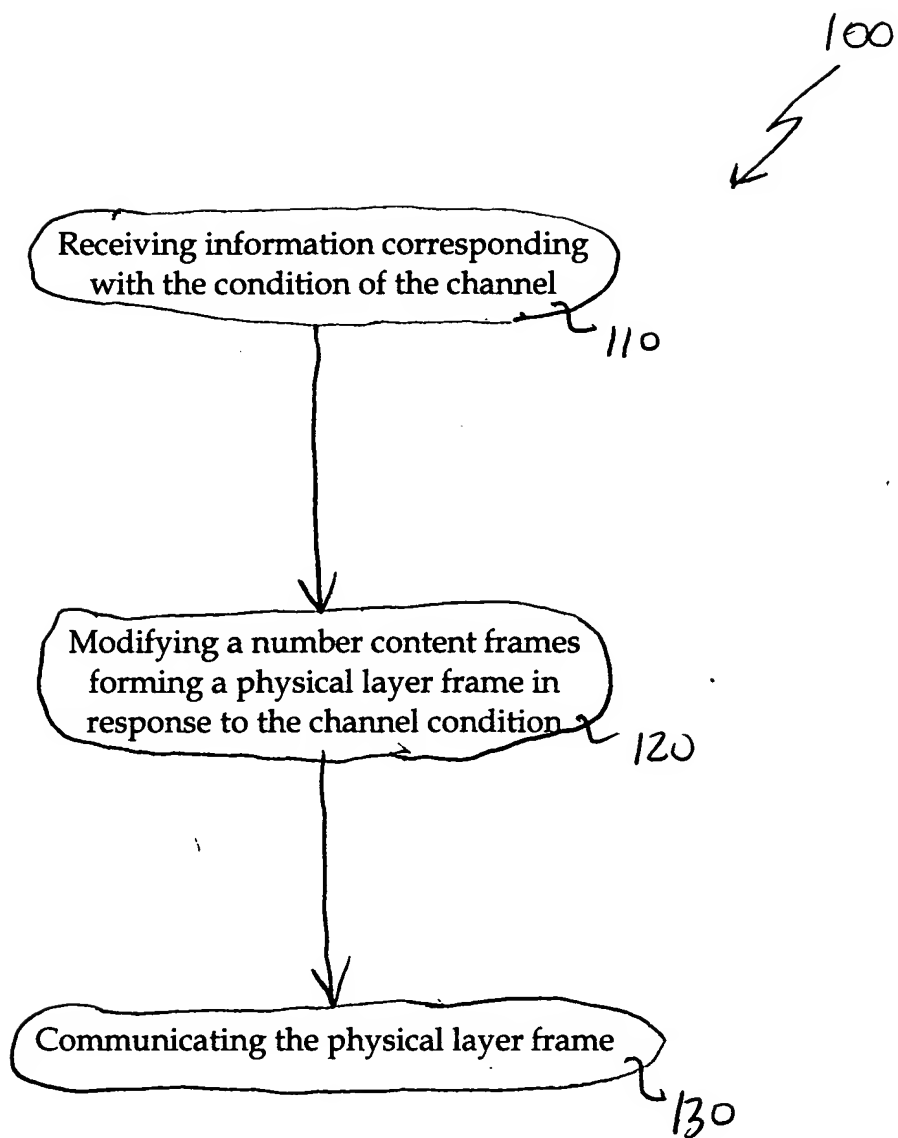 100
Receiving information corresponding
with the condition of the channel
110
Modifying a number content frames
forming a physical layer frame in
response to the channel condition
120
Communicating the physical layer frame
130